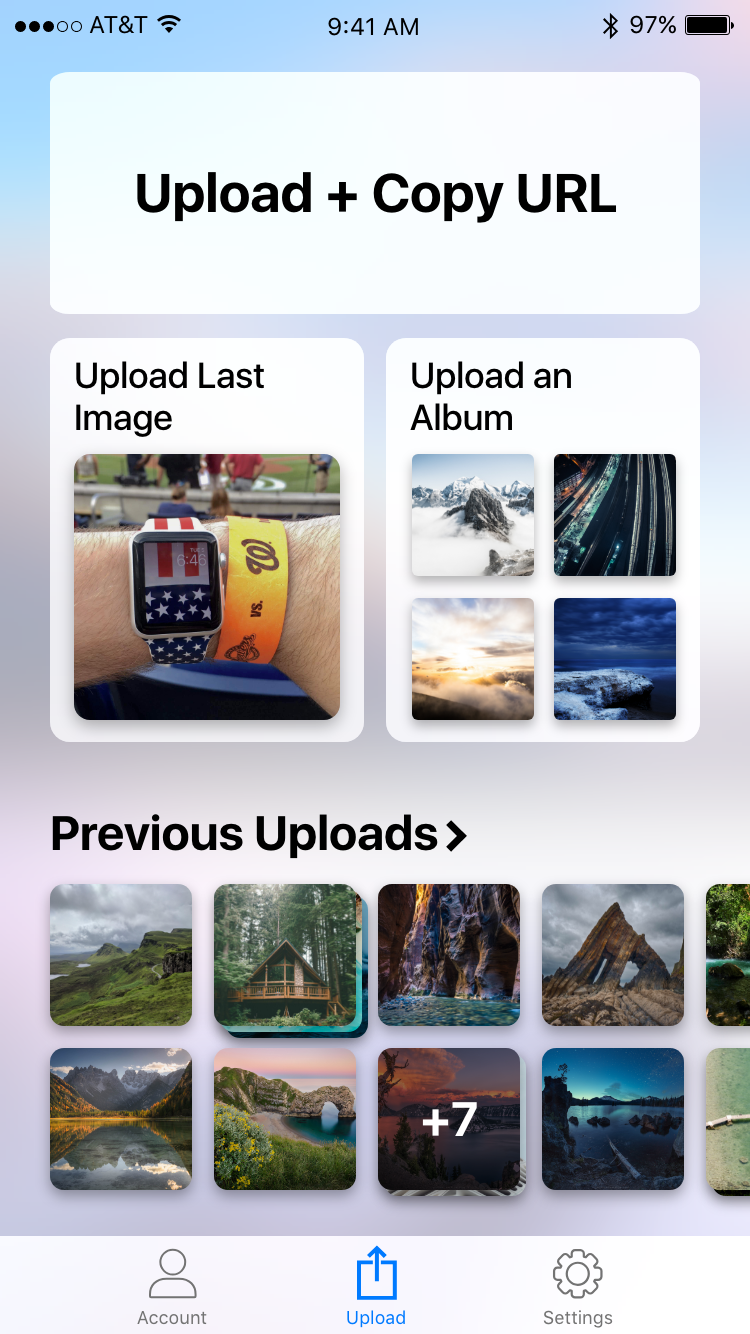 AT&T 9:41 AM 97%
Upload + Copy URL
Upload Last
Image
Upload an
Album
6:46
W.
vs.
Previous Uploads
+7
Account Upload Settings